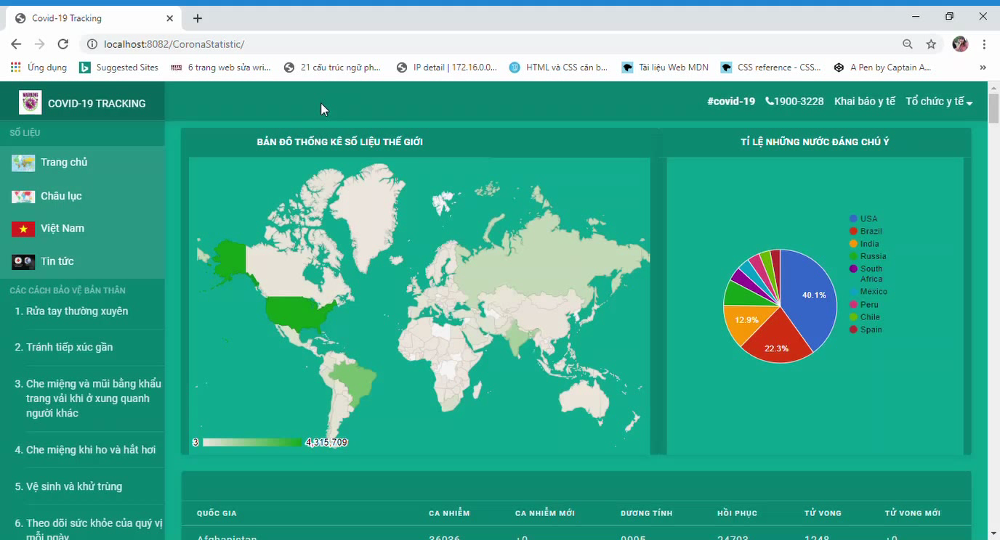 Covid-19 Tracking
localhost:8082/CoronaStatistic/
Ứng dụng
Suggested Sites
6 trang web sửa wri...
21 cấu trúc ngữ ph...
IP detail | 172.16.0.0...
HTML và CSS căn b...
Tài liệu Web MDN
CSS reference - CSS...
A Pen by Captain A...
COVID-19 TRACKING
#covid-19
1900-3228
Khai báo y tế
Tổ chức y tế
SỐ LIỆU
Trang chủ
Châu lục
Việt Nam
Tin tức
CÁC CÁCH BẢO VỆ BẢN THÂN
1. Rửa tay thường xuyên
2. Tránh tiếp xúc gần
3. Che miệng và mũi bằng khẩu
trang vải khi ở xung quanh
người khác
4. Che miệng khi ho và hắt hơi
5. Vệ sinh và khử trùng
6. Theo dõi sức khỏe của quý vị
mỗi ngày
BẢN ĐỒ THỐNG KÊ SỐ LIỆU THẾ GIỚI
3
4,315,709
TỈ LỆ NHỮNG NƯỚC ĐÁNG CHÚ Ý
40.1%
12.9%
22.3%
USA
Brazil
India
Russia
South
Africa
Mexico
Peru
Chile
Spain
QUỐC GIA
CA NHIỄM
CA NHIỄM MỚI
DƯƠNG TÍNH
HỒI PHỤC
TỬ VONG
TỬ VONG MỚI
Afghanistan
36036
+0
24793
1248
+0